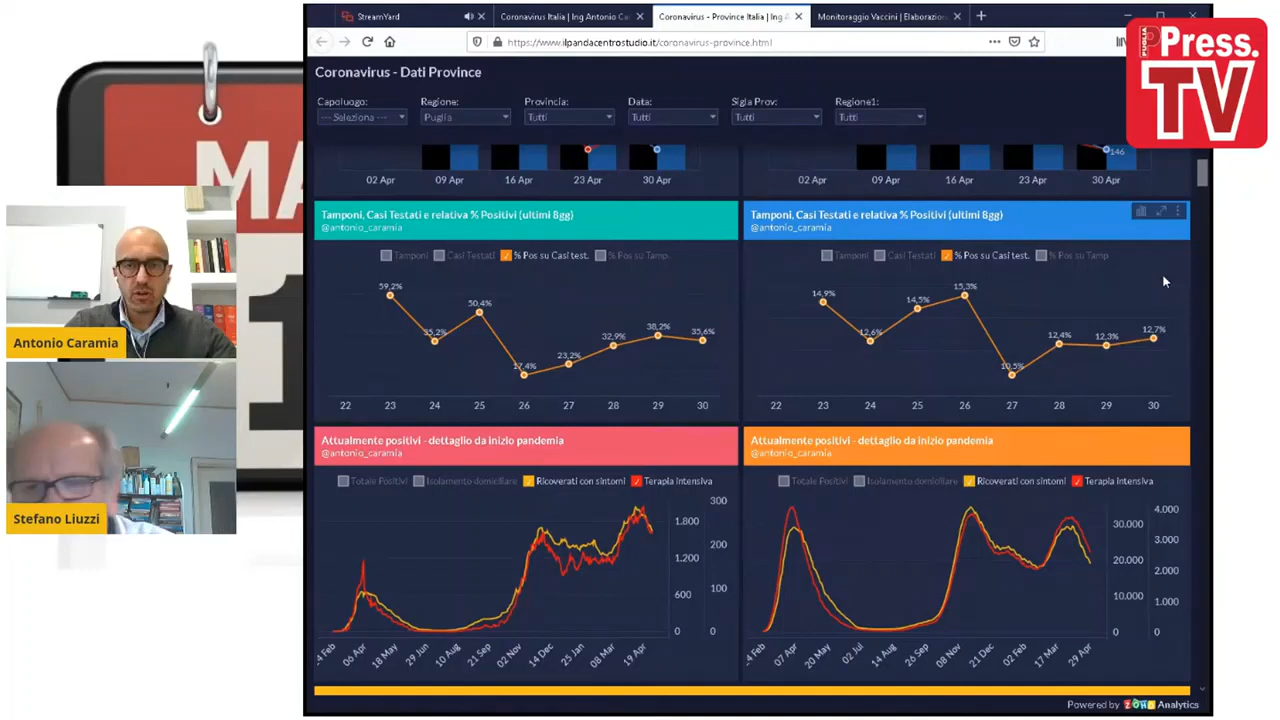 StreamYard
Coronavirus Italia | Ing Antonio Ca
Coronavirus - Province Italia | Ing A
Monitoraggio Vaccini | Elaborazion
https://www.ilpandacentrostudio.it/coronavirus-province.html
PUGLIA
Press.
TV
Coronavirus - Dati Province
Capoluogo:
Regione:
Provincia:
Data:
Sigla Prov:
Regione1:
--- Seleziona ---
Puglia
Tutti
Tutti
Tutti
Tutti
MA
1
146
02 Apr 09 Apr 16 Apr 23 Apr 30 Apr
02 Apr 09 Apr 16 Apr 23 Apr 30 Apr
Tamponi, Casi Testati e relativa % Positivi (ultimi 8gg)
@antonio_caramia
Tamponi Casi Testati % Pos su Casi test. % Pos su Tamp.
59,2% 35,2% 50,4% 17,4% 23,2% 32,9% 38,2% 35,6%
22 23 24 25 26 27 28 29 30
Tamponi, Casi Testati e relativa % Positivi (ultimi 8gg)
@antonio_caramia
Tamponi Casi Testati % Pos su Casi test. % Pos su Tamp.
14,9% 12,6% 14,5% 15,3% 10,5% 12,4% 12,3% 12,7%
22 23 24 25 26 27 28 29 30
Antonio Caramia
Stefano Liuzzi
Attualmente positivi - dettaglio da inizio pandemia
@antonio_caramia
Totale Positivi Isolamento domiciliare Ricoverati con sintomi Terapia intensiva
300
1.800
200
1.200
100
600
0 0
06 Apr 18 May 29 Jun 10 Aug 21 Sep 02 Nov 14 Dec 25 Jan 08 Mar 19 Apr
Attualmente positivi - dettaglio da inizio pandemia
@antonio_caramia
Totale Positivi Isolamento domiciliare Ricoverati con sintomi Terapia intensiva
4.000
30.000
3.000
20.000
2.000
10.000
1.000
0 0
07 Apr 20 May 02 Jul 14 Aug 26 Sep 08 Nov 21 Dec 02 Feb 17 Mar 29 Apr
Powered by ZOHO Analytics